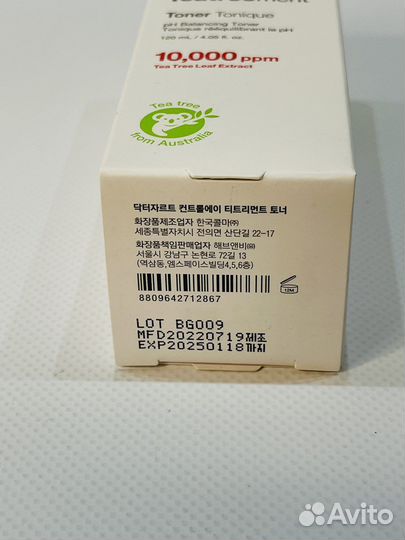 Toner Tonique
pH Balancing Toner
Tonique rééquilibrant la pH
120 mL / 4.05 fl. oz.
10,000 ppm
Tea Tree Leaf Extract
Tea tree
from Australia
닥터자르트 컨트롤에이 티트리먼트 토너
화장품제조업자 한국콜마㈜
세종특별자치시 전의면 산단길 22-17
화장품책임판매업자 해브앤비㈜
서울시 강남구 논현로 72길 13
(역삼동,엠스페이스빌딩4,5,6층)
12M
8809642712867
LOT BG009
MFD20220719제조
EXP20250118까지
Avito